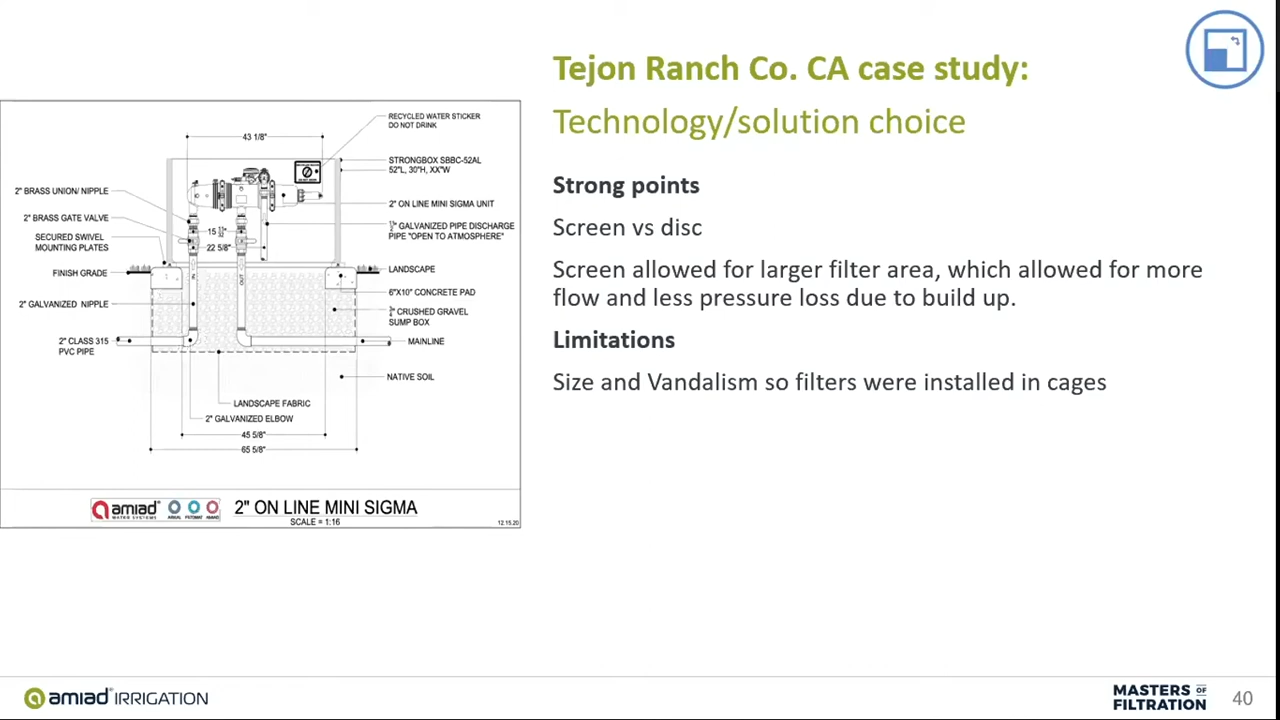 Tejon Ranch Co. CA case study:
Technology/solution choice
Strong points
Screen vs disc
Screen allowed for larger filter area, which allowed for more
flow and less pressure loss due to build up.
Limitations
Size and Vandalism so filters were installed in cages
RECYCLED WATER STICKER
DO NOT DRINK
43 1/8"
STRONGBOX SBBC-52AL
52"L, 30"H, XX"W
2" BRASS UNION/ NIPPLE
2" ON LINE MINI SIGMA UNIT
2" BRASS GATE VALVE
GALVANIZED PIPE DISCHARGE
PIPE "OPEN TO ATMOSPHERE"
SECURED SWIVEL
MOUNTING PLATES
22 5/8"
FINISH GRADE
LANDSCAPE
OUT
6"X10" CONCRETE PAD
2" GALVANIZED NIPPLE
CRUSHED GRAVEL
SUMP BOX
2" CLASS 315
PVC PIPE
MAINLINE
NATIVE SOIL
LANDSCAPE FABRIC
2" GALVANIZED ELBOW
45 5/8"
65 5/8"
amiad
WATER SYSTEMS
2" ON LINE MINI SIGMA
SCALE = 1:16
12.15.20
amiad IRRIGATION
MASTERS OF
FILTRATION
40